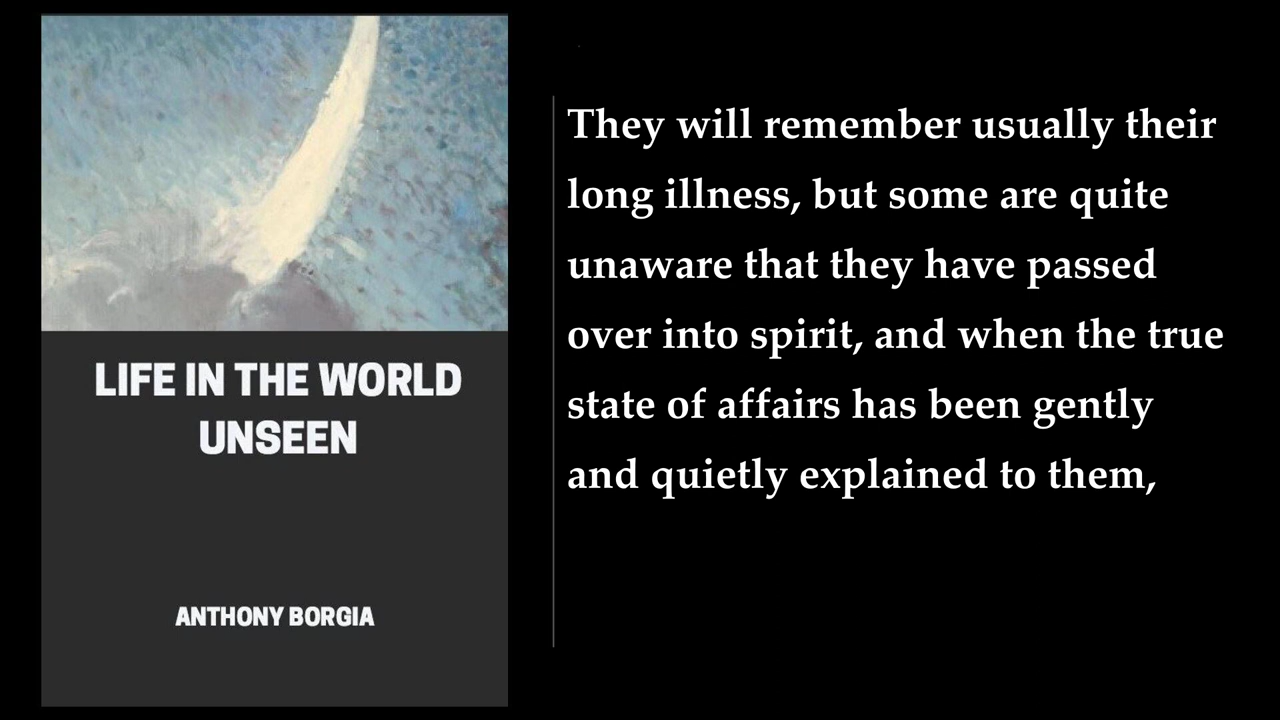 LIFE IN THE WORLD
UNSEEN
ANTHONY BORGIA
They will remember usually their
long illness, but some are quite
unaware that they have passed
over into spirit, and when the true
state of affairs has been gently
and quietly explained to them,